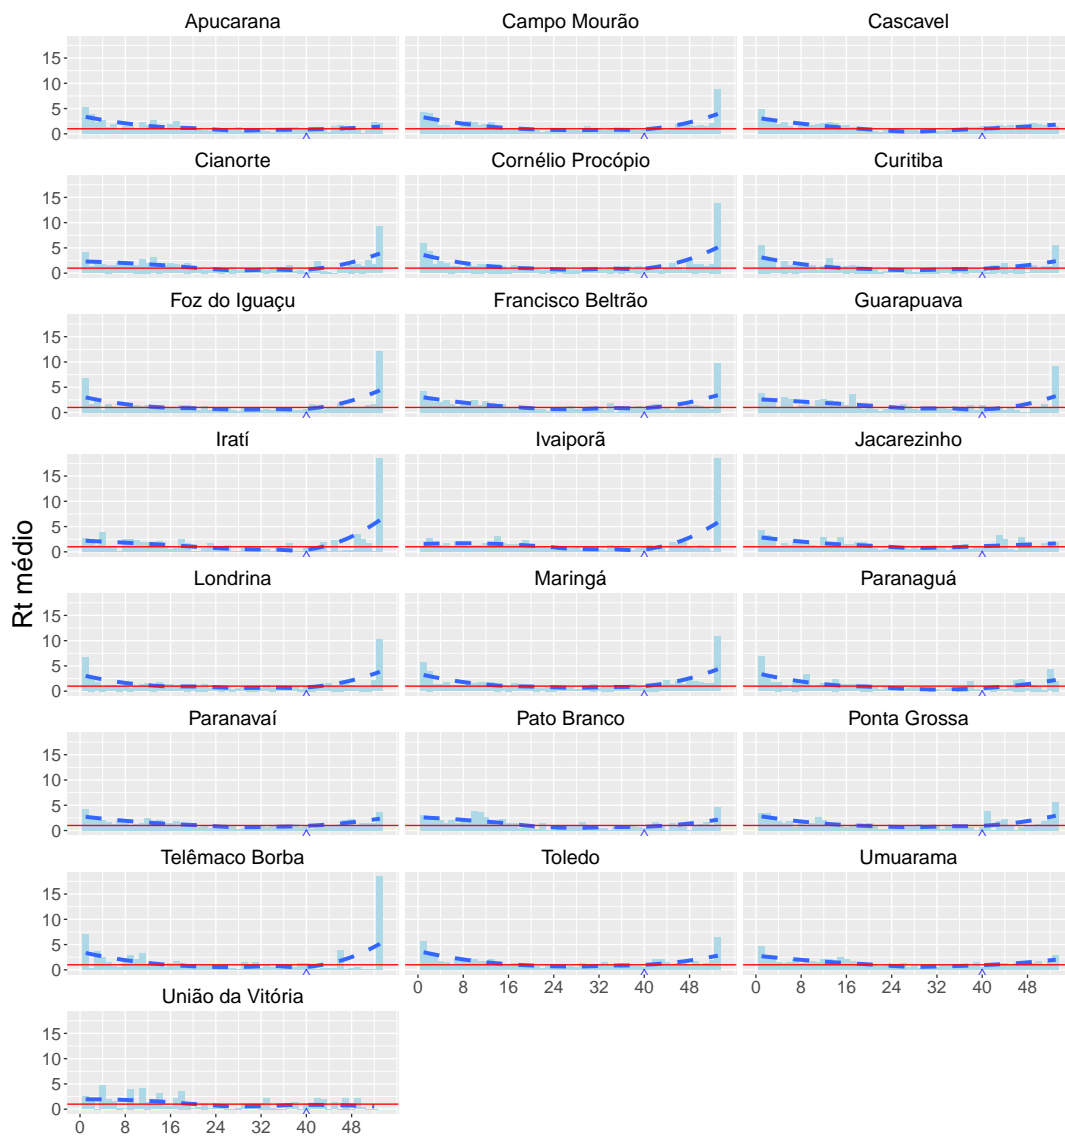 Apucarana Campo Mourão Cascavel
15
10
5
0
Cianorte Cornélio Procópio Curitiba
15
10
5
0
Foz do Iguaçu Francisco Beltrão Guarapuava
15
10
5
0
Iratí Ivaiporã Jacarezinho
15
10
5
0
Rt médio
Londrina Maringá Paranaguá
15
10
5
0
Paranavaí Pato Branco Ponta Grossa
15
10
5
0
Telêmaco Borba Toledo Umuarama
15
10
5
0
0 8 16 24 32 40 48 0 8 16 24 32 40 48
União da Vitória
15
10
5
0
0 8 16 24 32 40 48